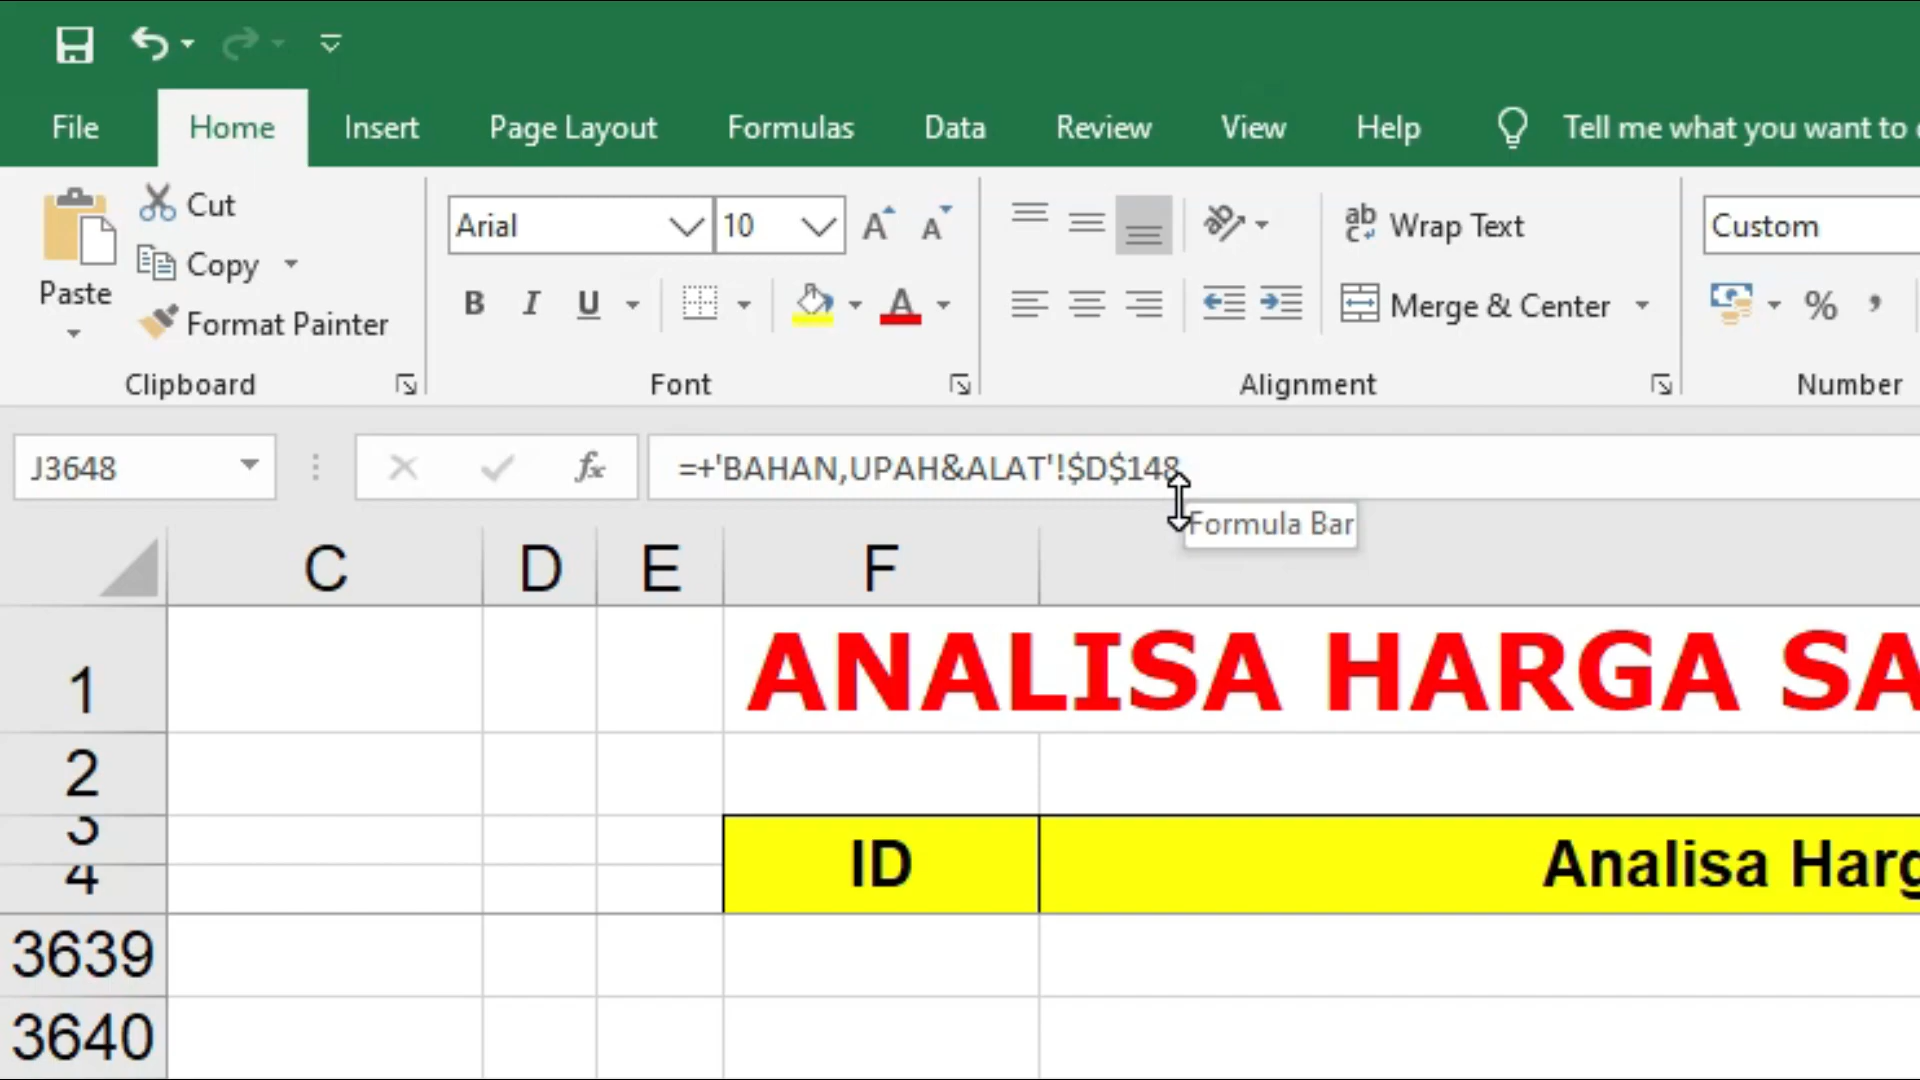 File Home Insert Page Layout Formulas Data Review View Help Tell me what you want to
Cut
Copy
Paste
Format Painter
Arial 10
B I U
Wrap Text
Merge & Center
Custom
%
Clipboard Font Alignment Number
J3648 fx =+'BAHAN,UPAH&ALAT'!$D$148
Formula Bar
C D E F
1 ANALISA HARGA SA
2
3
4
ID Analisa Harg
3639
3640